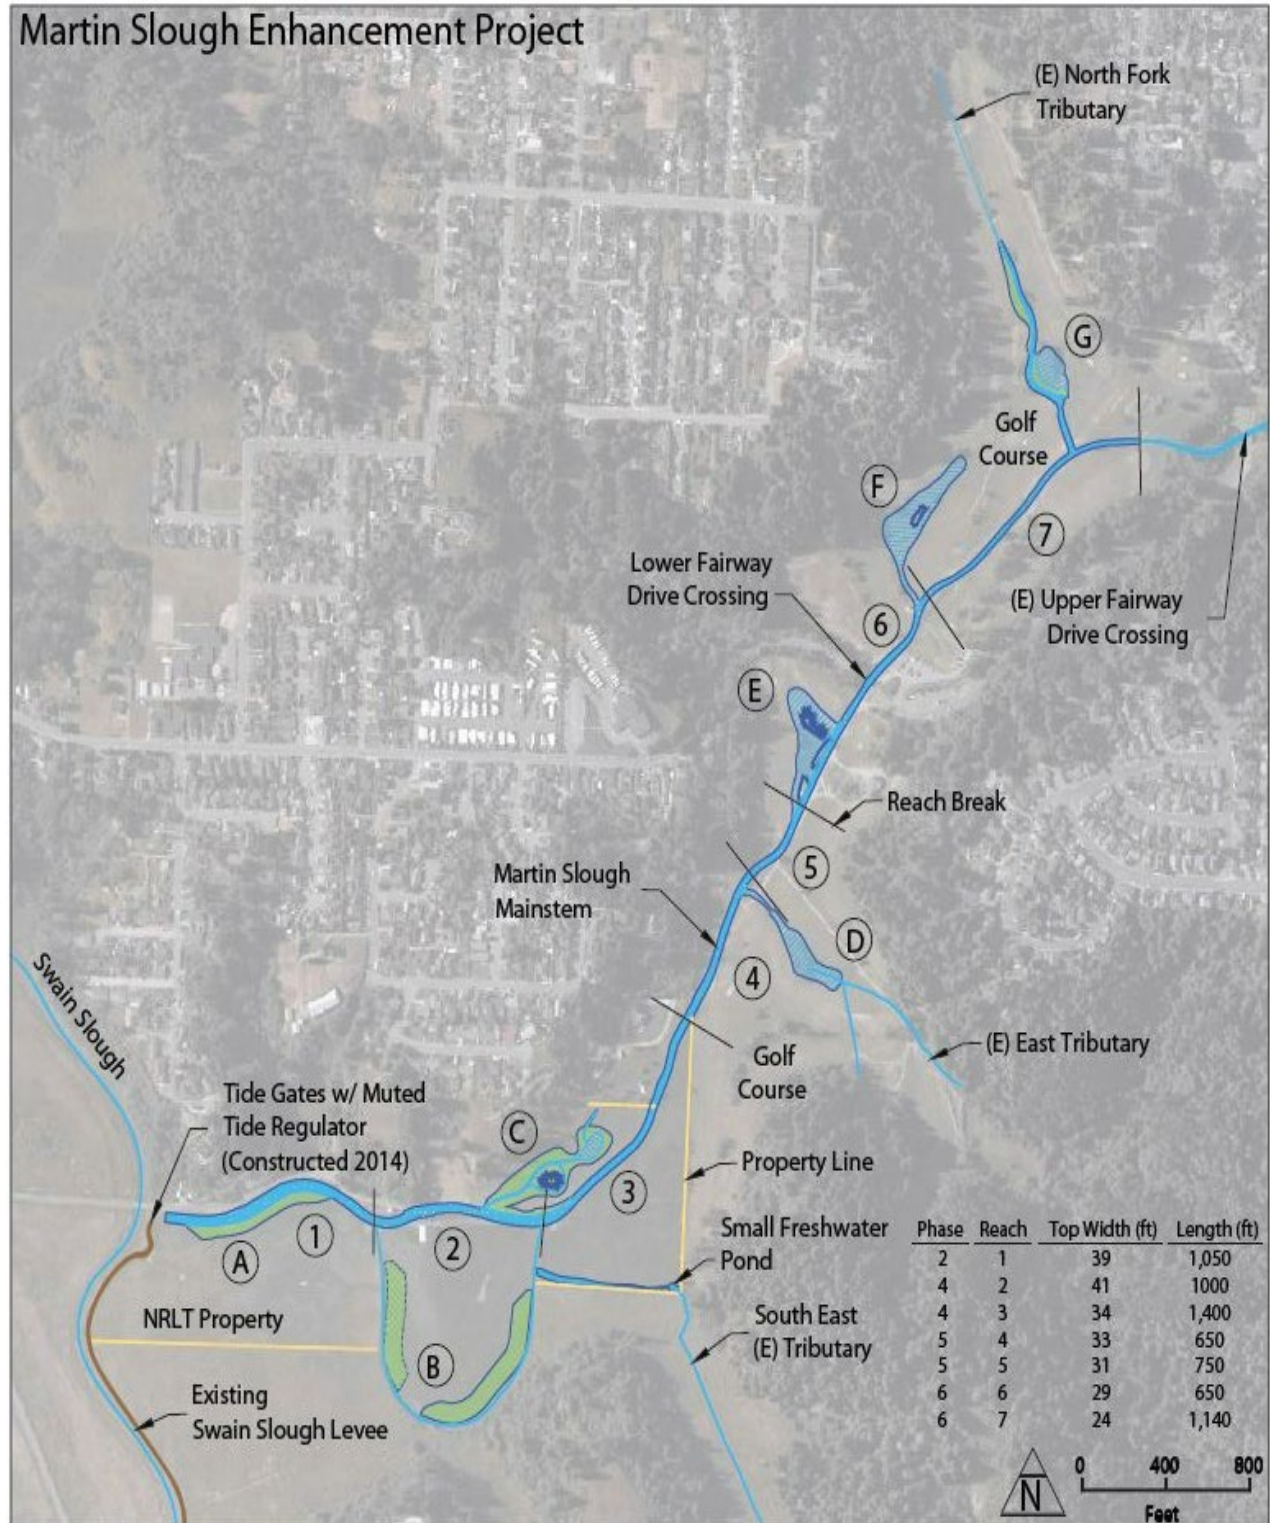 Martin Slough Enhancement Project
(E) North Fork
Tributary
G
Golf
Course
F
7
Lower Fairway
Drive Crossing
6
(E) Upper Fairway
Drive Crossing
E
Reach Break
5
Martin Slough
Mainstem
D
4
Swain Slough
(E) East Tributary
Golf
Course
Tide Gates w/ Muted
Tide Regulator
(Constructed 2014)
C
Property Line
3
1
2
A
Small Freshwater
Pond
NRLT Property
B
South East
(E) Tributary
Existing
Swain Slough Levee
Phase Reach Top Width (ft) Length (ft)
2 1 39 1,050
4 2 41 1000
4 3 34 1,400
5 4 33 650
5 5 31 750
6 6 29 650
6 7 24 1,140
N
0 400 800
Feet